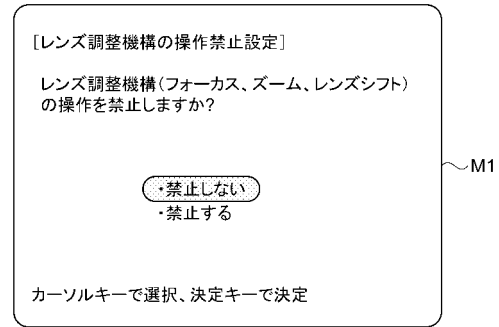 [レンズ調整機構の操作禁止設定]
レンズ調整機構(フォーカス、ズーム、レンズシフト)
の操作を禁止しますか?
・禁止しない
M1
・禁止する
カーソルキーで選択、決定キーで決定